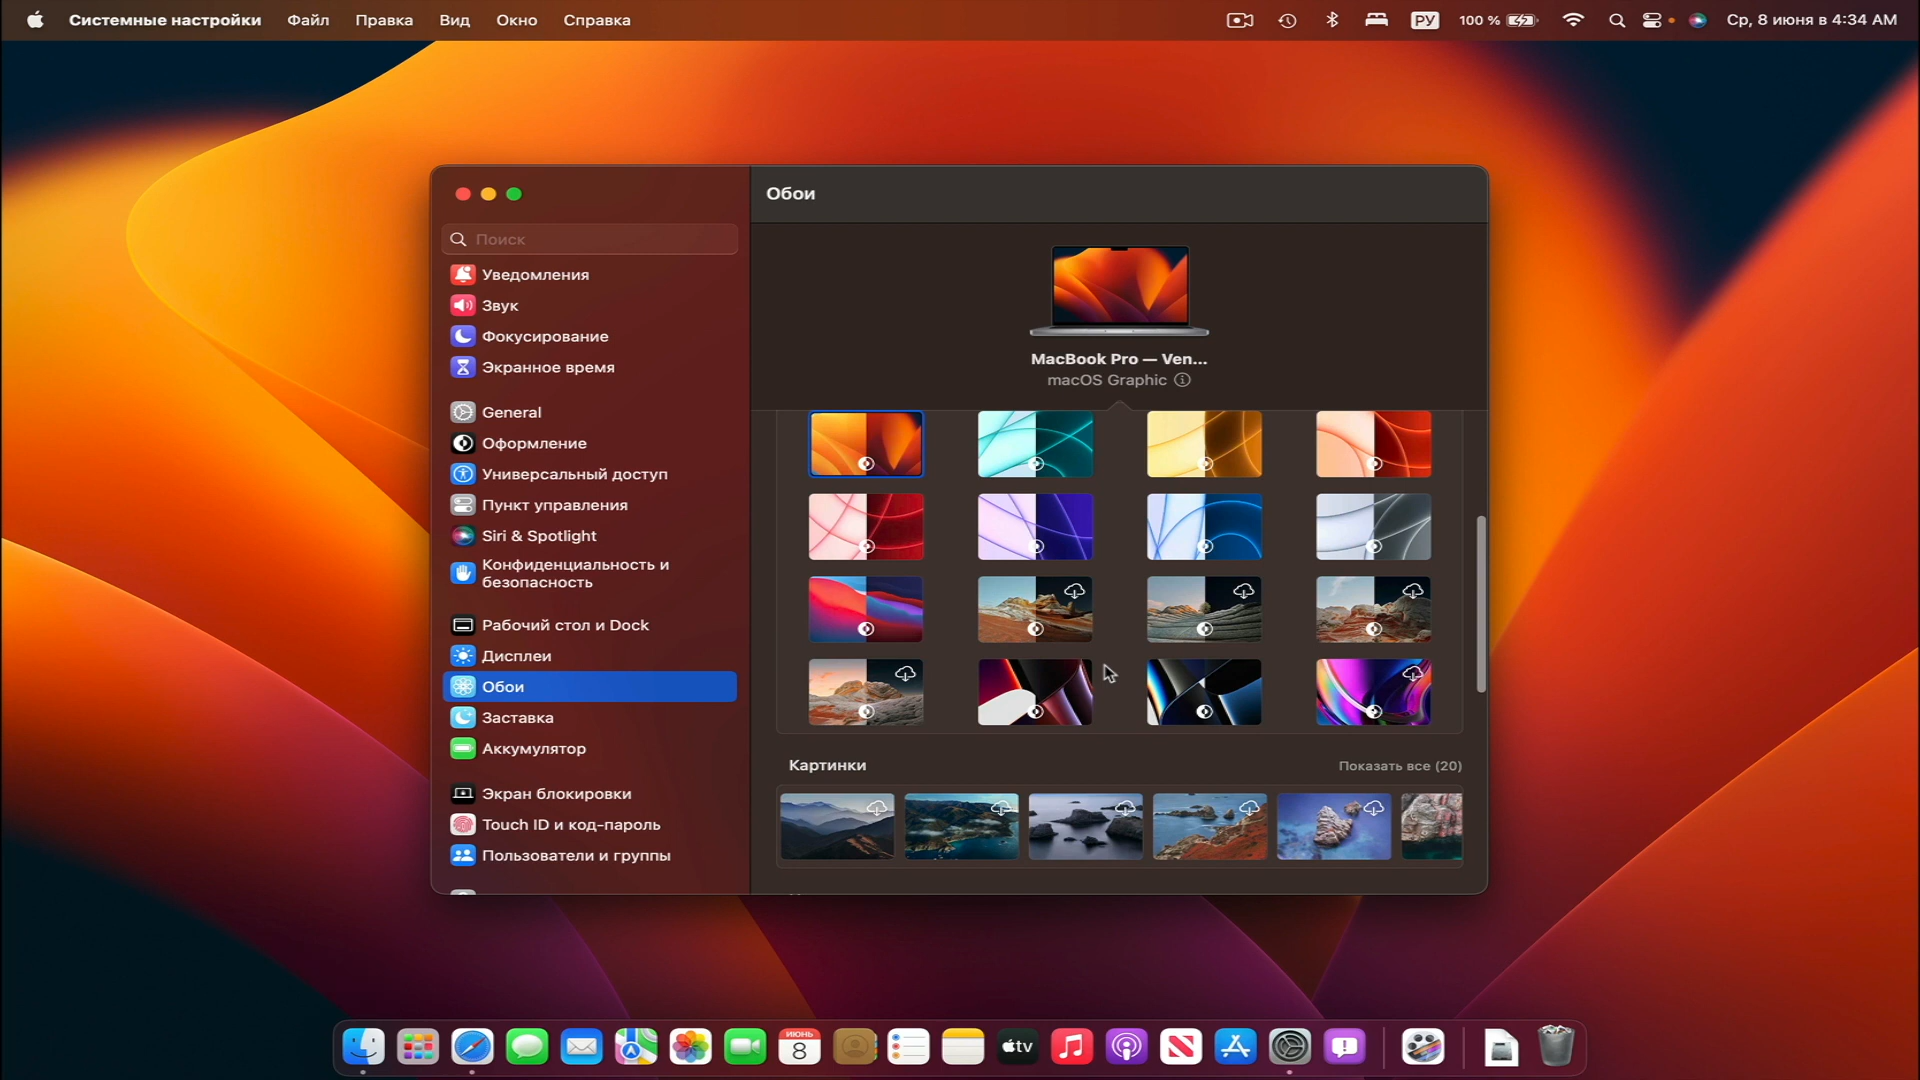 Системные настройки Файл Правка Вид Окно Справка РУ 100 % Ср, 8 июня в 4:34 AM
Обои
Поиск
Уведомления
Звук
Фокусирование
Экранное время
General
Оформление
Универсальный доступ
Пункт управления
Siri & Spotlight
Конфиденциальность и
безопасность
Рабочий стол и Dock
Дисплеи
Обои
Заставка
Аккумулятор
Экран блокировки
Touch ID и код-пароль
Пользователи и группы
MacBook Pro — Ven...
macOS Graphic
Картинки Показать все (20)
ИЮНЬ
8
tv